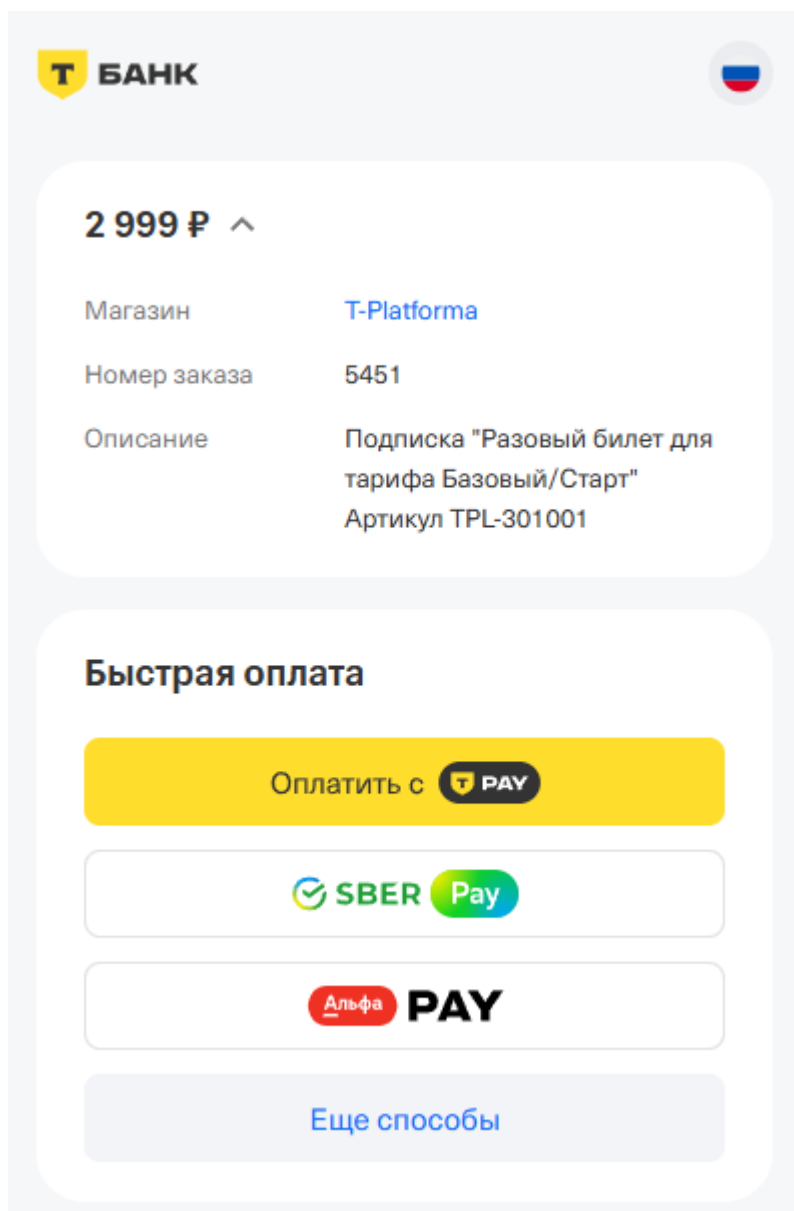 Т БАНК
2 999 ₽
Магазин T-Platforma
Номер заказа 5451
Описание Подписка "Разовый билет для
тарифа Базовый/Старт"
Артикул TPL-301001
Быстрая оплата
Оплатить с T PAY
SBER Pay
Альфа PAY
Еще способы